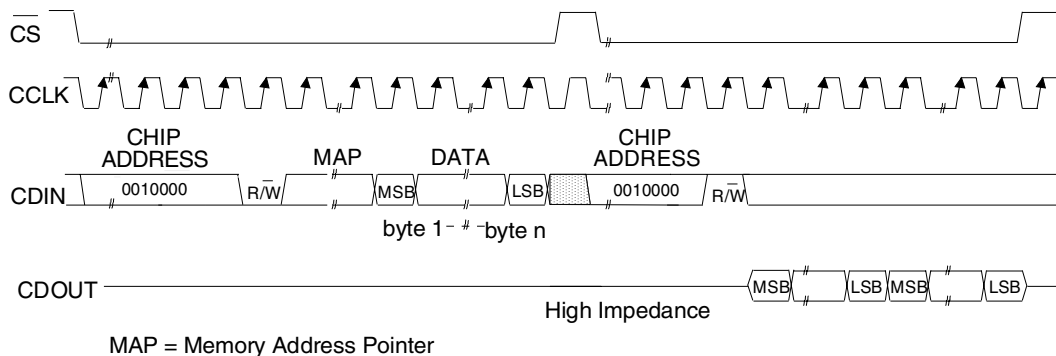 CS
CCLK
CHIP ADDRESS
MAP
DATA
CHIP ADDRESS
CDIN
0010000
R/W
MSB
LSB
0010000
R/W
byte 1
byte n
CDOUT
MSB
LSB
MSB
LSB
High Impedance
MAP = Memory Address Pointer